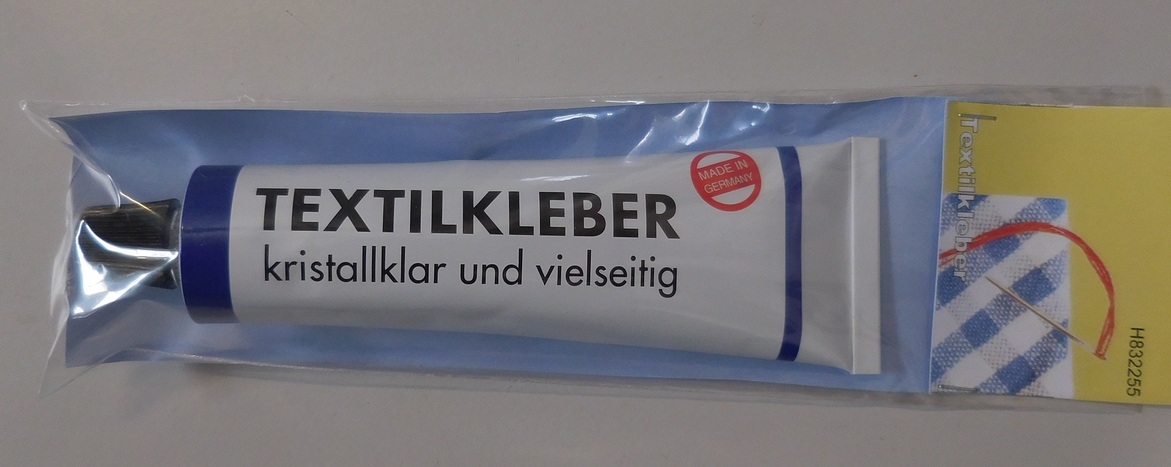 TEXTILKLEBER
kristallklar und vielseitig
MADE IN
GERMANY
Textilkleber
H832255